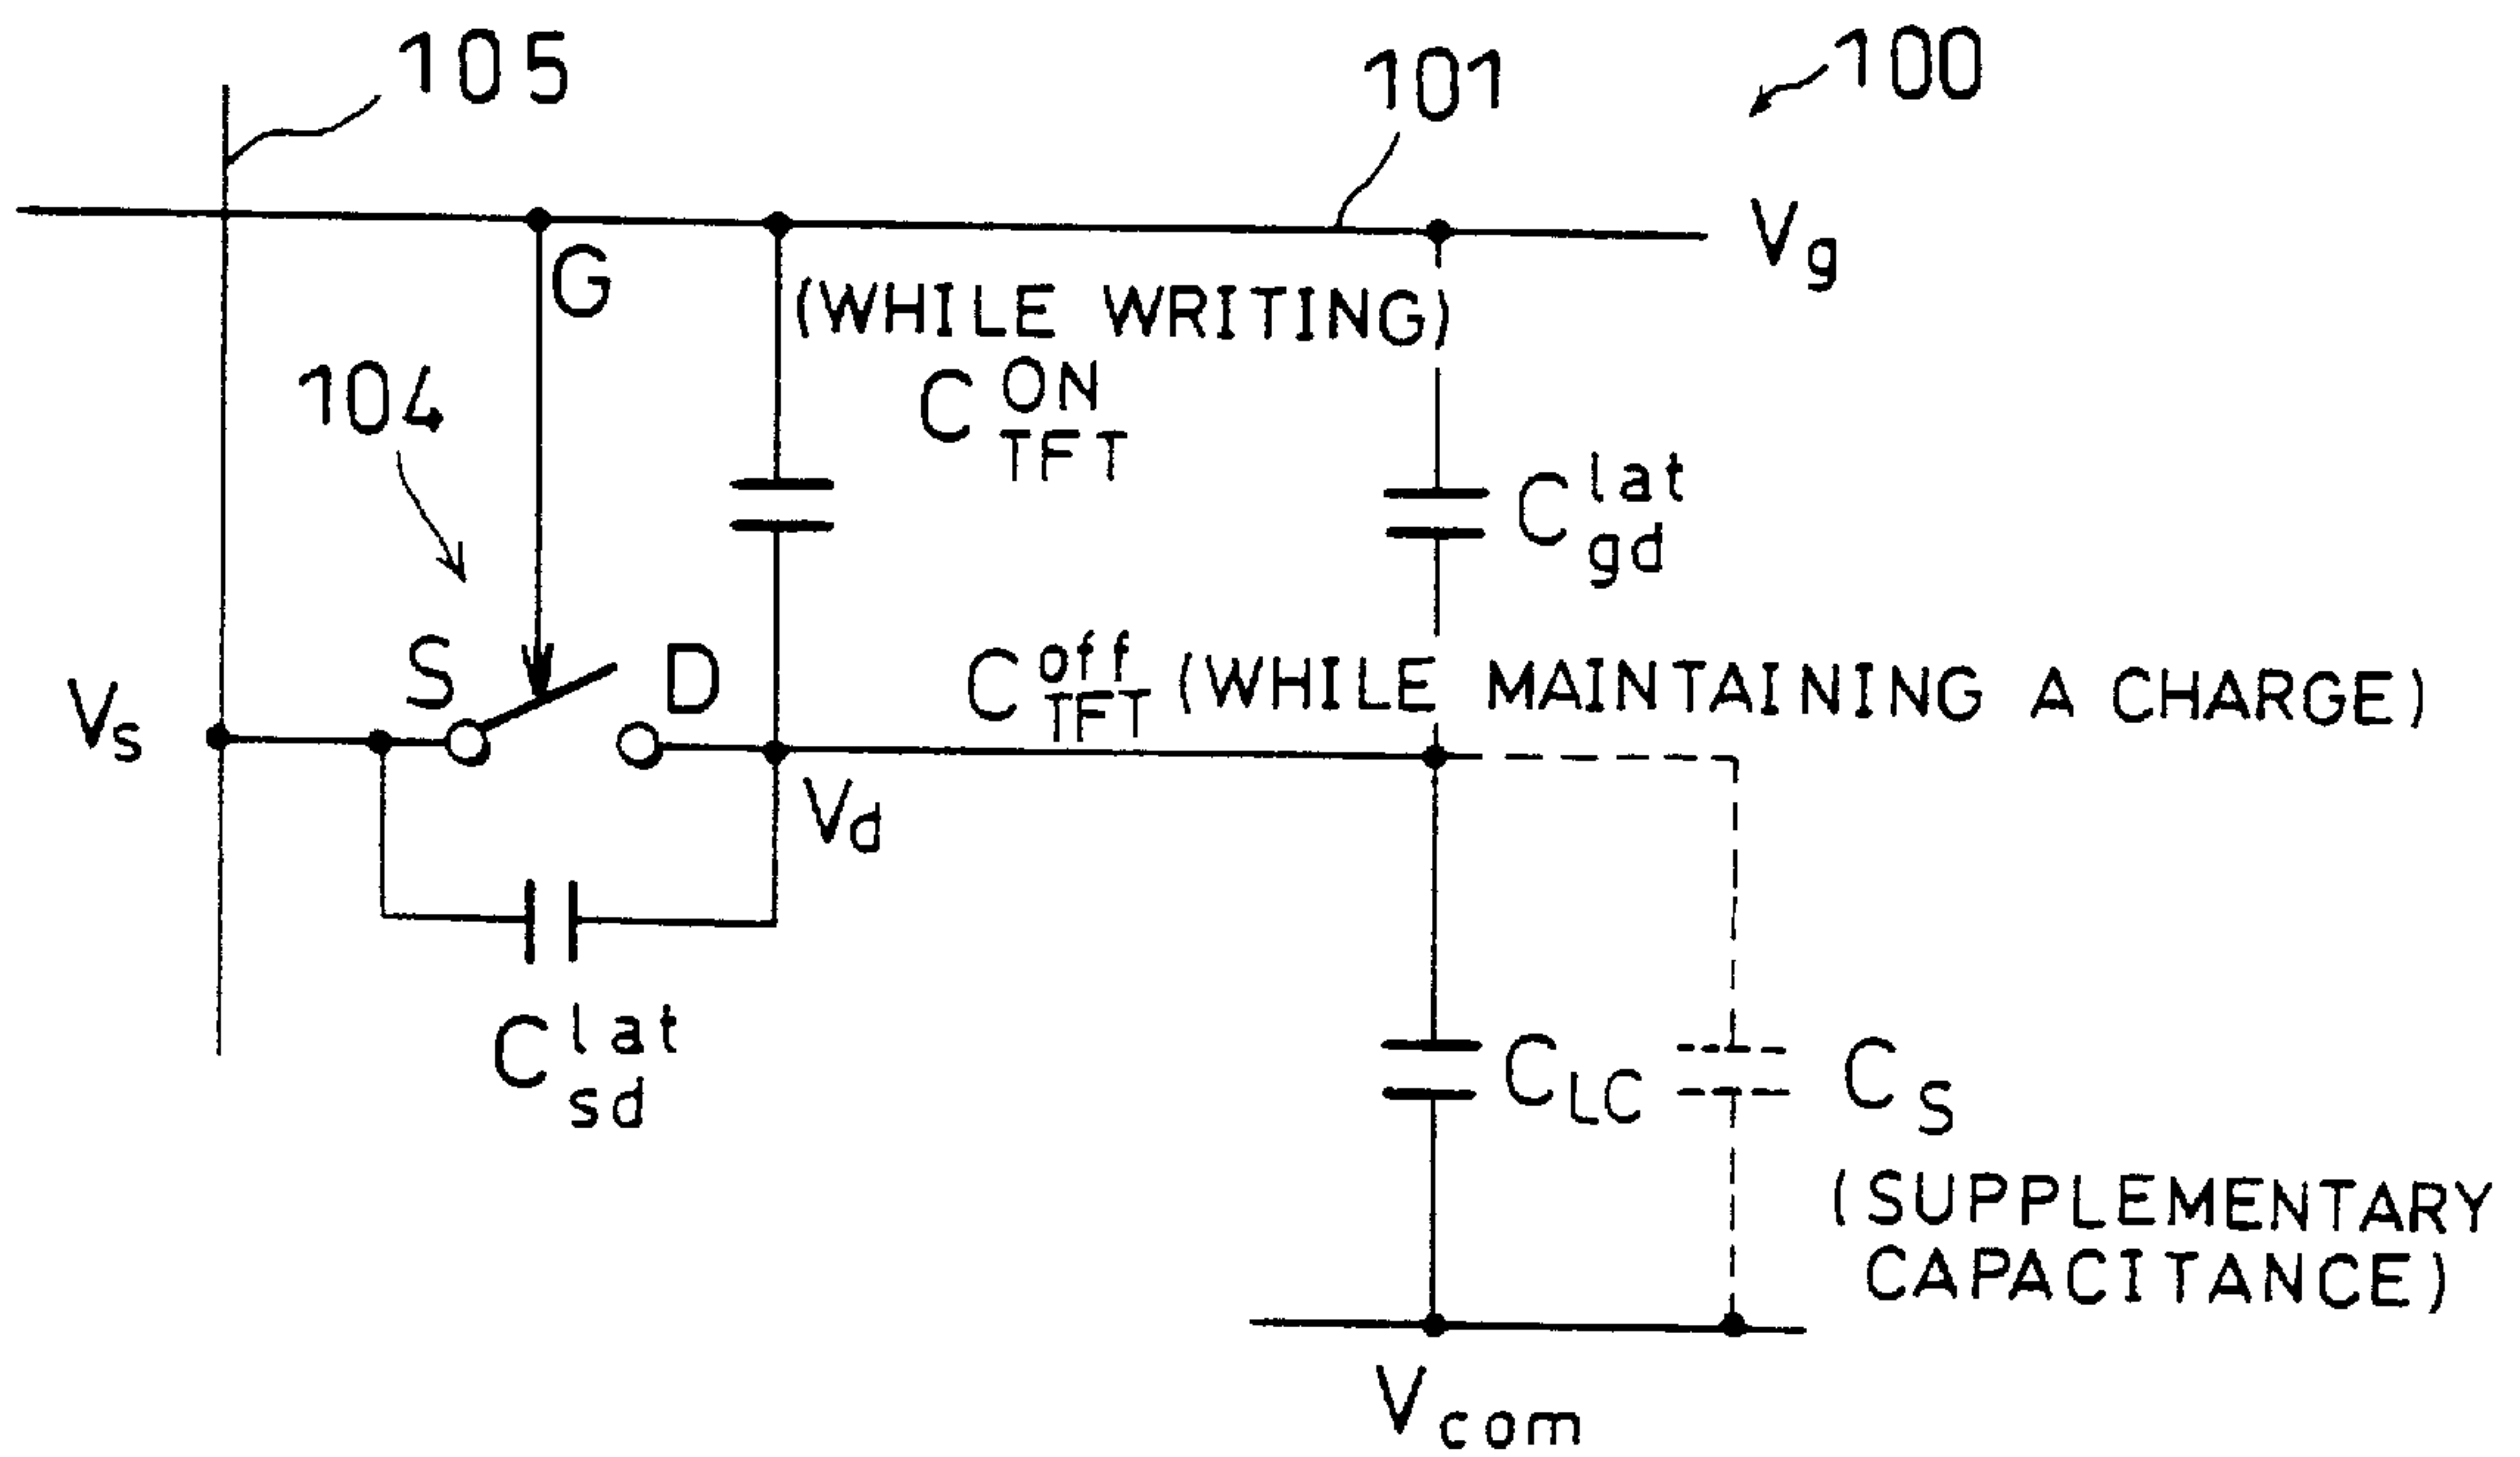 105
101
100
Vg
G
(WHILE WRITING)
C ON TFT
104
C lat gd
S
D
C off TFT (WHILE MAINTAINING A CHARGE)
Vs
Vd
C lat sd
CLC
CS
(SUPPLEMENTARY
CAPACITANCE)
Vcom